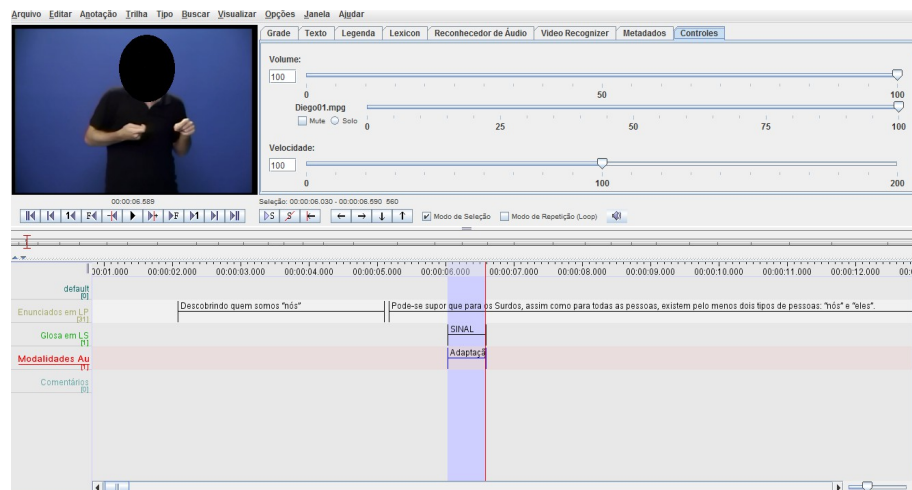 Arquivo Editar Anotação Trilha Tipo Buscar Visualizar Opções Janela Ajudar
Grade Texto Legenda Lexicon Reconhecedor de Áudio Video Recognizer Metadados Controles
Volume:
100
0 50 100
Diego01.mpg
Mute Solo
0 25 50 75 100
Velocidade:
100
0 100 200
00:00:06.589
Seleção: 00:00:06.030 - 00:00:06.590 560
Modo de Seleção Modo de Repetição (Loop)
00:01.000 00:00:02.000 00:00:03.000 00:00:04.000 00:00:05.000 00:00:06.000 00:00:07.000 00:00:08.000 00:00:09.000 00:00:10.000 00:00:11.000 00:00:12.000 00:
default
[0]
Enunciados em LP
[31]
Descobrindo quem somos "nós"
Pode-se supor que para os Surdos, assim como para todas as pessoas, existem pelo menos dois tipos de pessoas: "nós" e "eles".
Glosa em LS
[1]
SINAL
Modalidades Au
[1]
Adaptaçã
Comentários
[0]